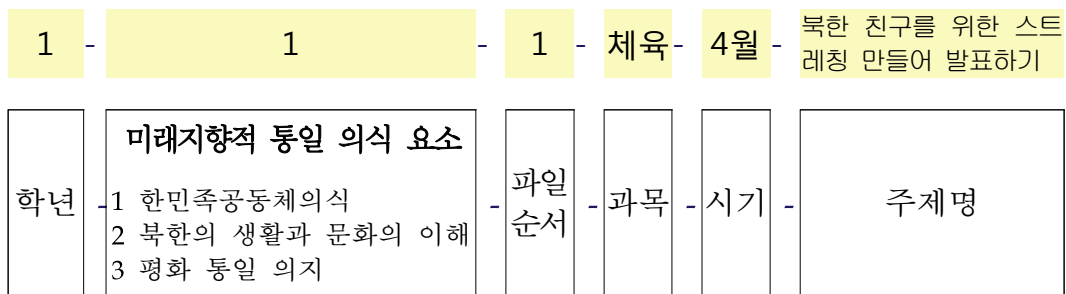 1 - 1 - 1 - 체육 - 4월 - 북한 친구를 위한 스트
레칭 만들어 발표하기
미래지향적 통일 의식 요소
학년 - 1 한민족공동체의식
2 북한의 생활과 문화의 이해
3 평화 통일 의지
- 파일
순서
- 과목 - 시기 - 주제명